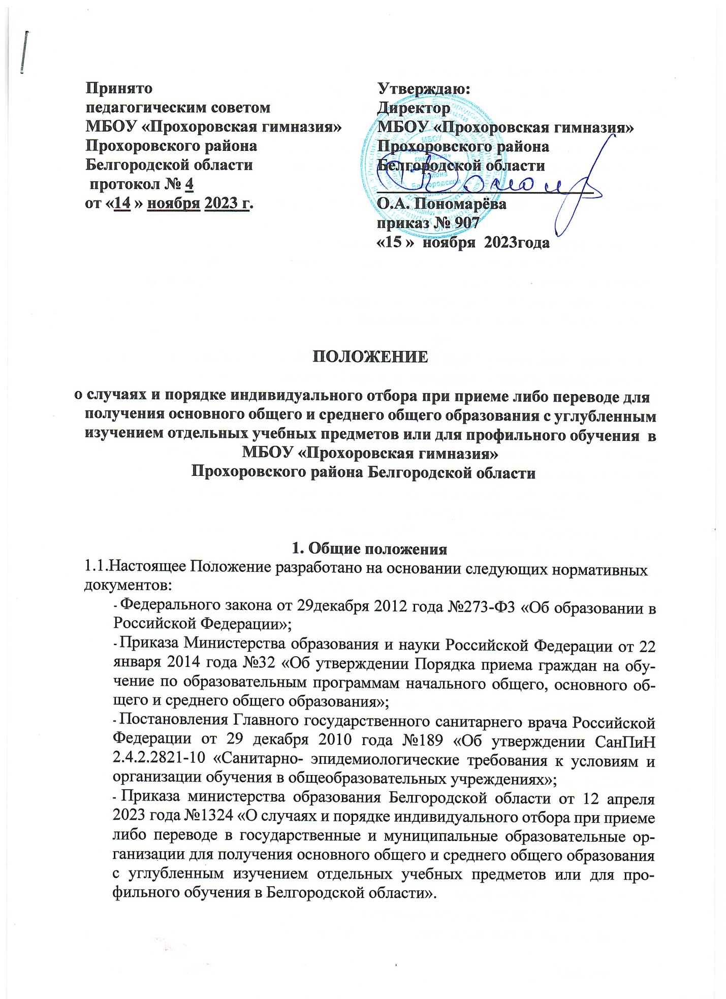 Принято
педагогическим советом
МБОУ «Прохоровская гимназия»
Прохоровского района
Белгородской области
протокол № 4
от «14 » ноября 2023 г.
Утверждаю:
Директор
МБОУ «Прохоровская гимназия»
Прохоровского района
Белгородской области
О.А. Пономарёва
приказ № 907
«15 » ноября 2023года
ПОЛОЖЕНИЕ
о случаях и порядке индивидуального отбора при приеме либо переводе для
получения основного общего и среднего общего образования с углубленным
изучением отдельных учебных предметов или для профильного обучения в
МБОУ «Прохоровская гимназия»
Прохоровского района Белгородской области
1. Общие положения
1.1.Настоящее Положение разработано на основании следующих нормативных
документов:
- Федерального закона от 29декабря 2012 года №273-ФЗ «Об образовании в
Российской Федерации»;
- Приказа Министерства образования и науки Российской Федерации от 22
января 2014 года №32 «Об утверждении Порядка приема граждан на обу-
чение по образовательным программам начального общего, основного об-
щего и среднего общего образования»;
- Постановления Главного государственного санитарнего врача Российской
Федерации от 29 декабря 2010 года №189 «Об утверждении СанПиН
2.4.2.2821-10 «Санитарно- эпидемиологические требования к условиям и
организации обучения в общеобразовательных учреждениях»;
- Приказа министерства образования Белгородской области от 12 апреля
2023 года №1324 «О случаях и порядке индивидуального отбора при приеме
либо переводе в государственные и муниципальные образовательные ор-
ганизации для получения основного общего и среднего общего образования
с углубленным изучением отдельных учебных предметов или для про-
фильного обучения в Белгородской области».